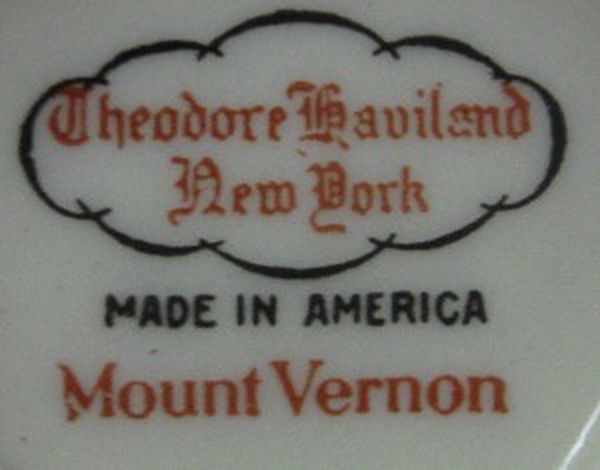 Theodore Haviland
New York
MADE IN AMERICA
Mount Vernon